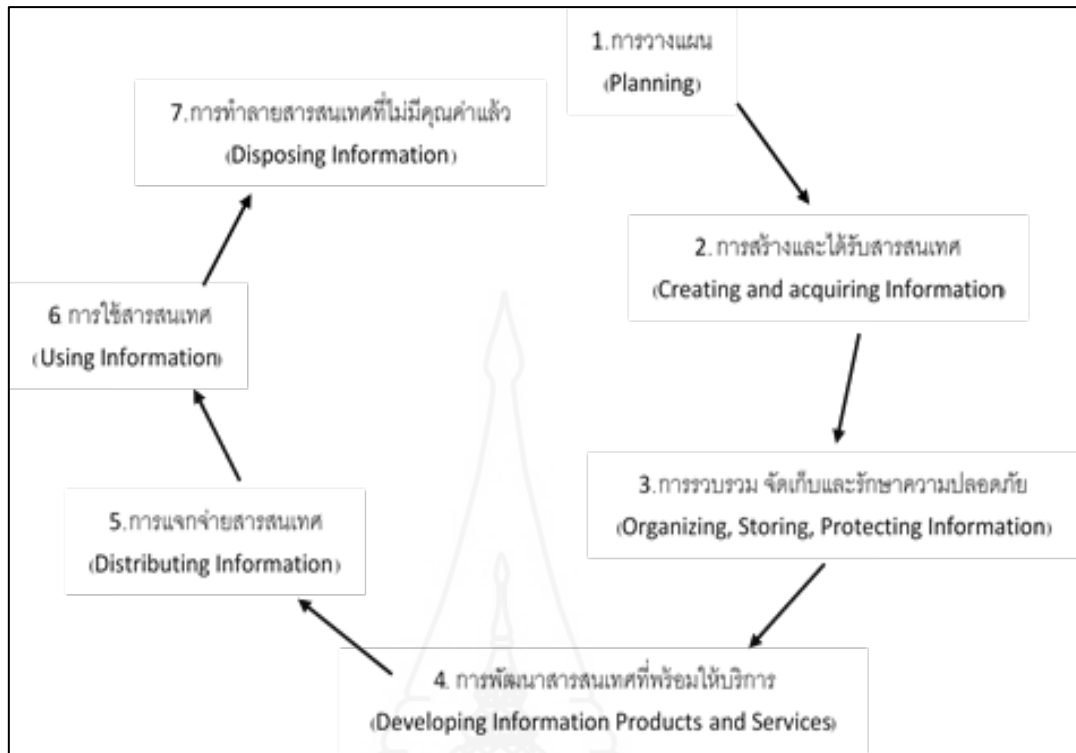 1.การวางแผน
(Planning)
2.การสร้างและได้รับสารสนเทศ
(Creating and acquiring Information)
3.การรวบรวม จัดเก็บและรักษาความปลอดภัย
(Organizing, Storing, Protecting Information)
4. การพัฒนาสารสนเทศที่พร้อมให้บริการ
(Developing Information Products and Services)
5.การแจกจ่ายสารสนเทศ
(Distributing Information)
6. การใช้สารสนเทศ
(Using Information)
7.การทำลายสารสนเทศที่ไม่มีคุณค่าแล้ว
(Disposing Information)